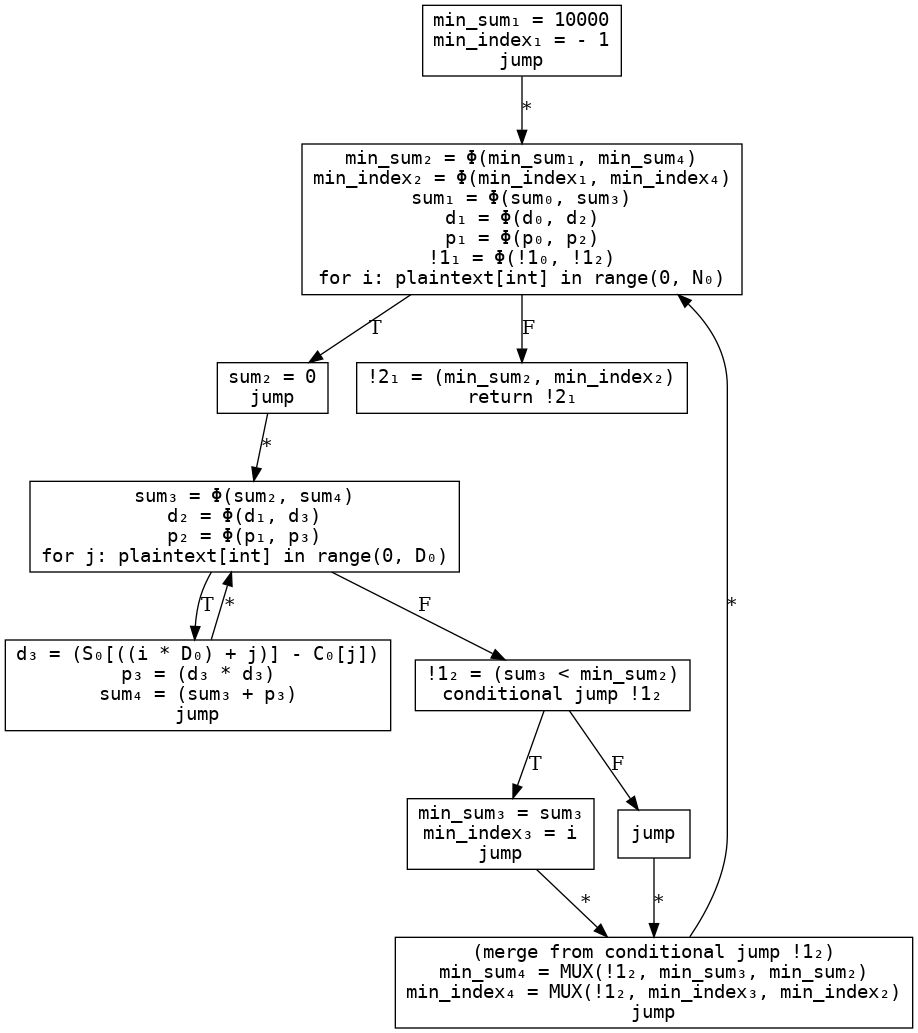 min_sum₁ = 10000
min_index₁ = - 1
jump
*
min_sum₂ = Φ(min_sum₁, min_sum₄)
min_index₂ = Φ(min_index₁, min_index₄)
sum₁ = Φ(sum₀, sum₃)
d₁ = Φ(d₀, d₂)
p₁ = Φ(p₀, p₂)
!1₁ = Φ(!1₀, !1₂)
for i: plaintext[int] in range(0, N₀)
T
F
sum₂ = 0
jump
!2₁ = (min_sum₂, min_index₂)
return !2₁
*
sum₃ = Φ(sum₂, sum₄)
d₂ = Φ(d₁, d₃)
p₂ = Φ(p₁, p₃)
for j: plaintext[int] in range(0, D₀)
T
*
F
*
d₃ = (S₀[((i * D₀) + j)] - C₀[j])
p₃ = (d₃ * d₃)
sum₄ = (sum₃ + p₃)
jump
!1₂ = (sum₃ < min_sum₂)
conditional jump !1₂
T
F
min_sum₃ = sum₃
min_index₃ = i
jump
jump
*
*
(merge from conditional jump !1₂)
min_sum₄ = MUX(!1₂, min_sum₃, min_sum₂)
min_index₄ = MUX(!1₂, min_index₃, min_index₂)
jump